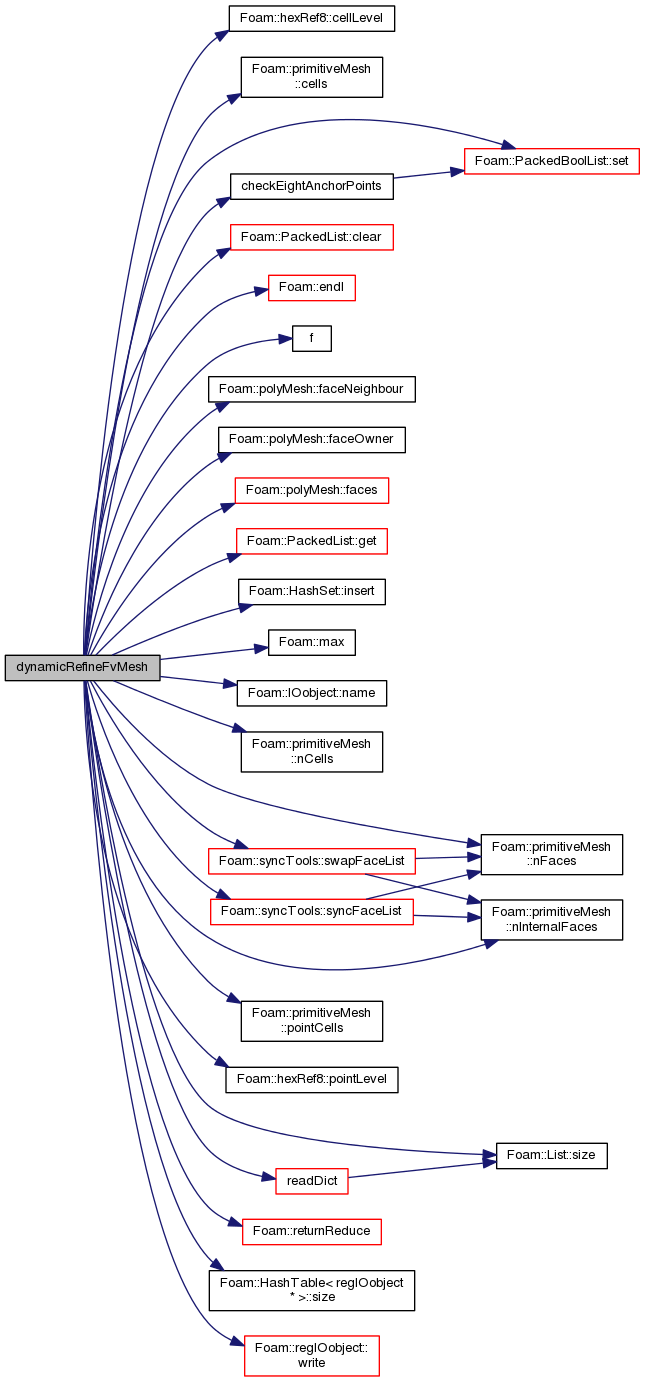 Foam::hexRef8::cellLevel
Foam::primitiveMesh
::cells
Foam::PackedBoolList::set
checkEightAnchorPoints
Foam::PackedList::clear
Foam::endl
f
Foam::polyMesh::faceNeighbour
Foam::polyMesh::faceOwner
Foam::polyMesh::faces
Foam::PackedList::get
Foam::HashSet::insert
Foam::max
dynamicRefineFvMesh
Foam::IOobject::name
Foam::primitiveMesh
::nCells
Foam::primitiveMesh
::nFaces
Foam::syncTools::swapFaceList
Foam::syncTools::syncFaceList
Foam::primitiveMesh
::nInternalFaces
Foam::primitiveMesh
::pointCells
Foam::hexRef8::pointLevel
Foam::List::size
readDict
Foam::returnReduce
Foam::HashTable< regIOobject
* >::size
Foam::regIOobject::
write